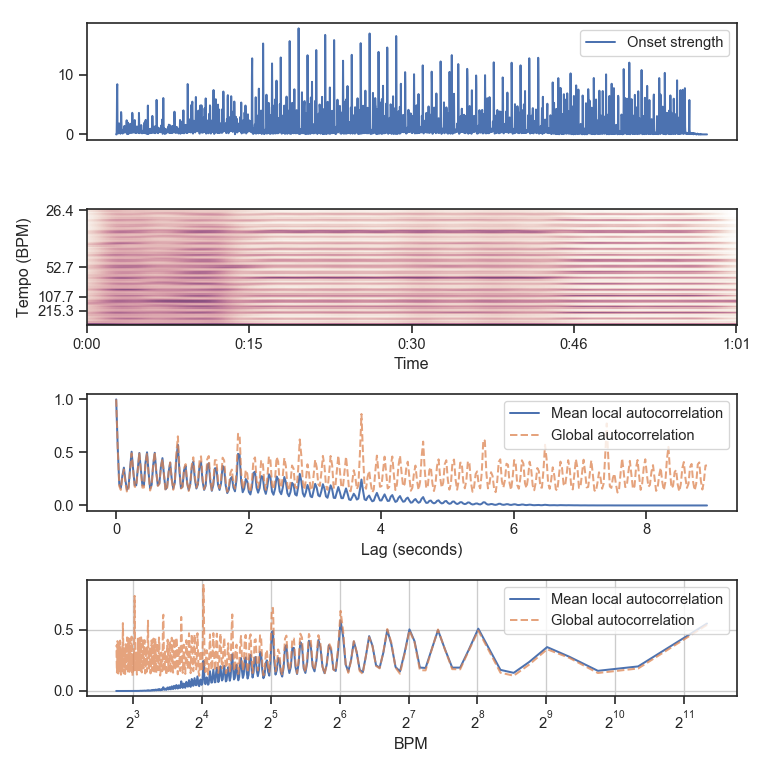 Onset strength
10
0
Tempo (BPM)
26.4
52.7
107.7
215.3
0:00 0:15 0:30 0:46 1:01
Time
Mean local autocorrelation
Global autocorrelation
1.0
0.5
0.0
0 2 4 6 8
Lag (seconds)
Mean local autocorrelation
Global autocorrelation
0.5
0.0
2³ 2⁴ 2⁵ 2⁶ 2⁷ 2⁸ 2⁹ 2¹⁰ 2¹¹
BPM